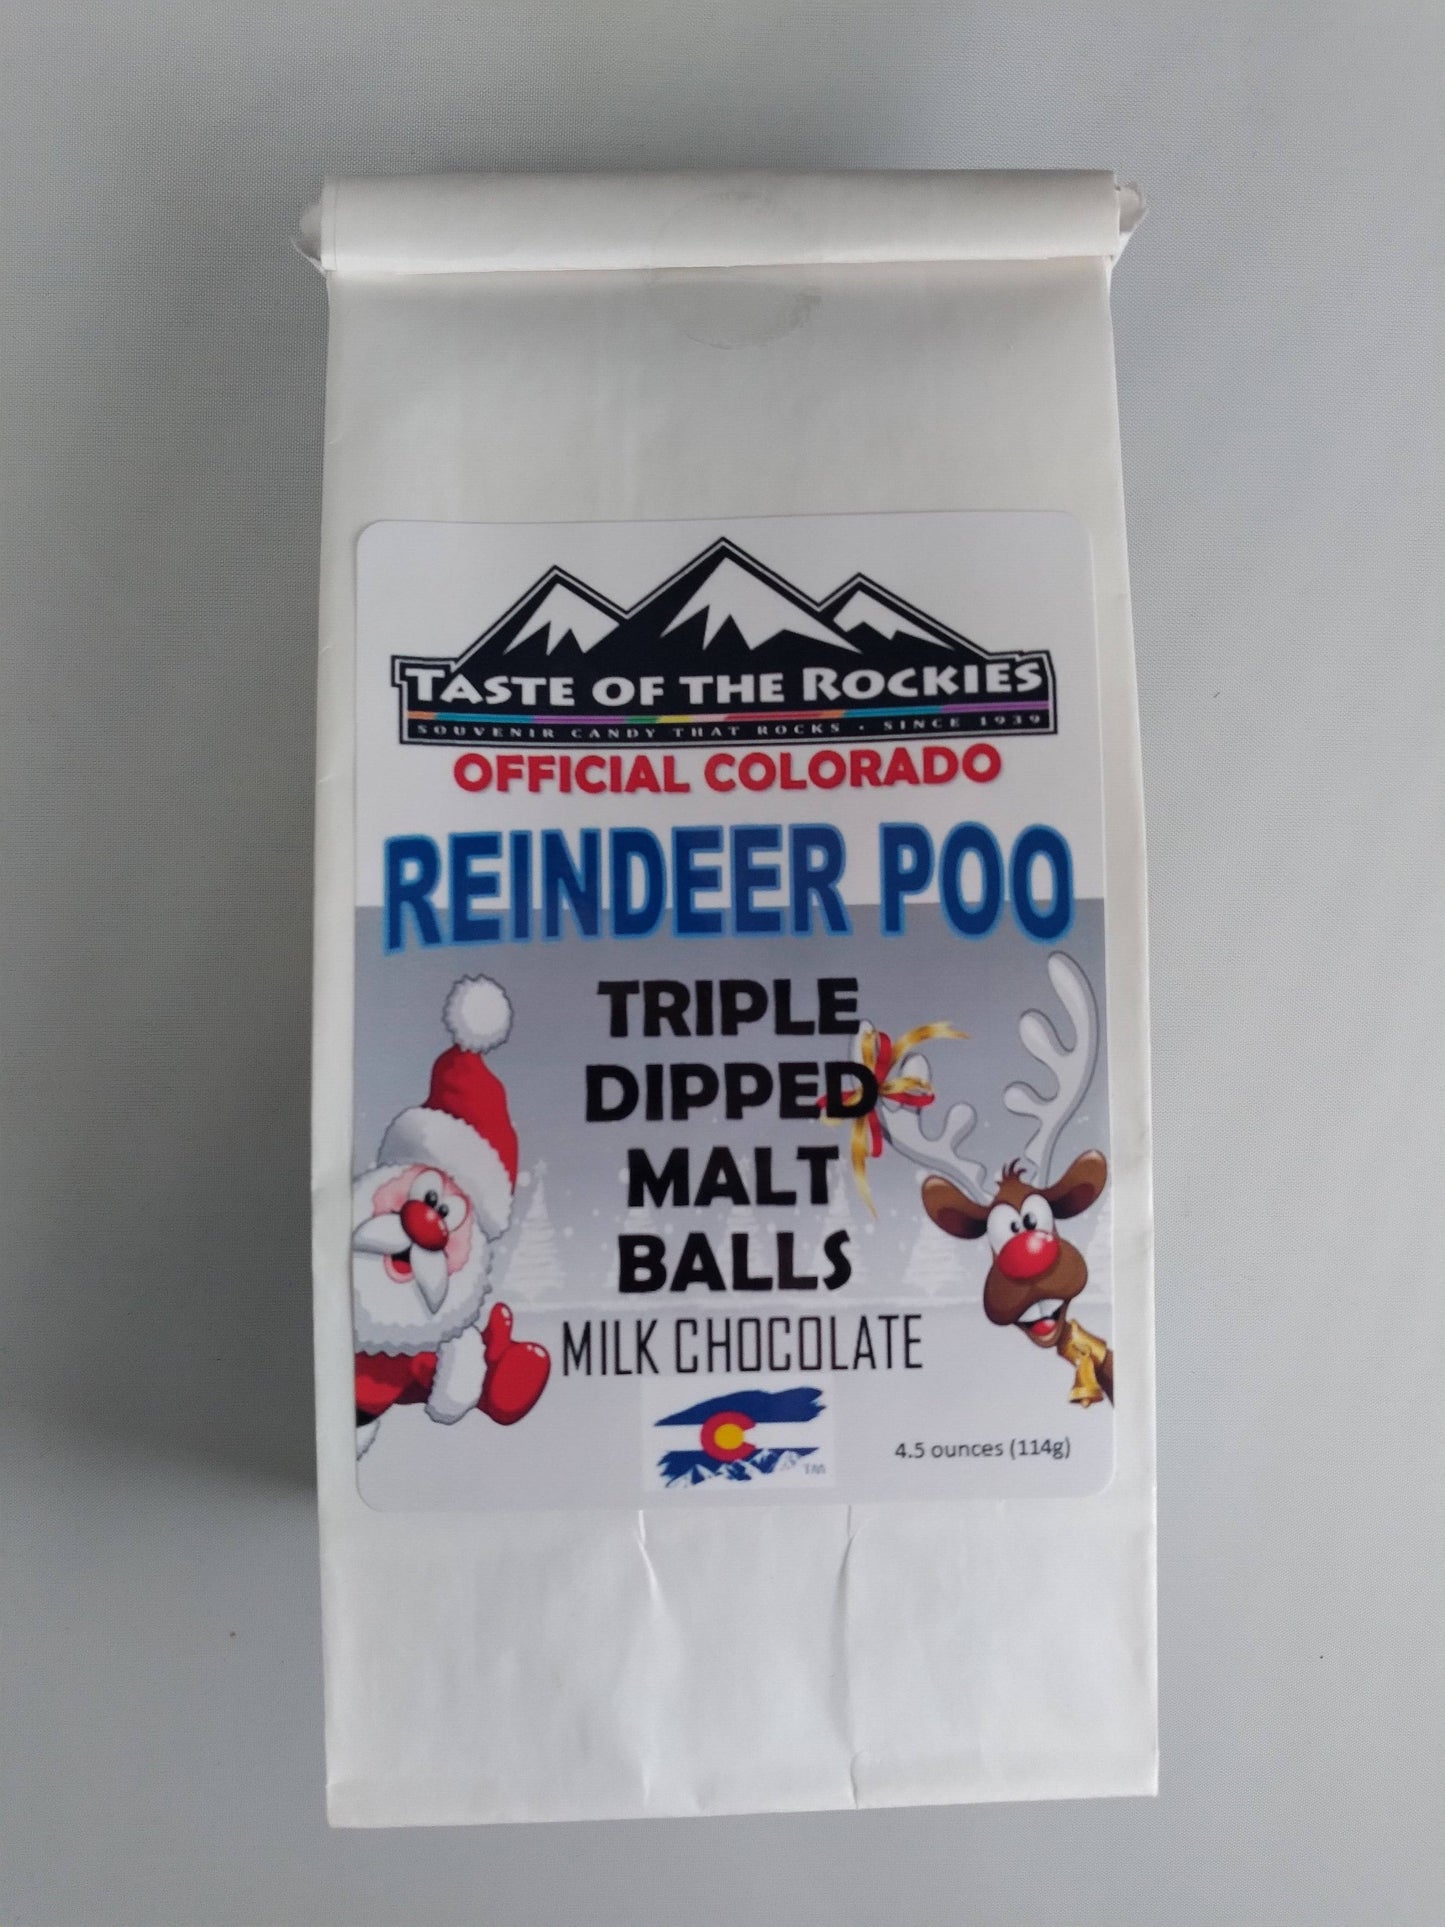 TASTE OF THE ROCKIES
SOUVENIR CANDY THAT ROCKS · SINCE 1939
OFFICIAL COLORADO
REINDEER POO
TRIPLE
DIPPED
MALT
BALLS
MILK CHOCOLATE
TM
4.5 ounces (114g)